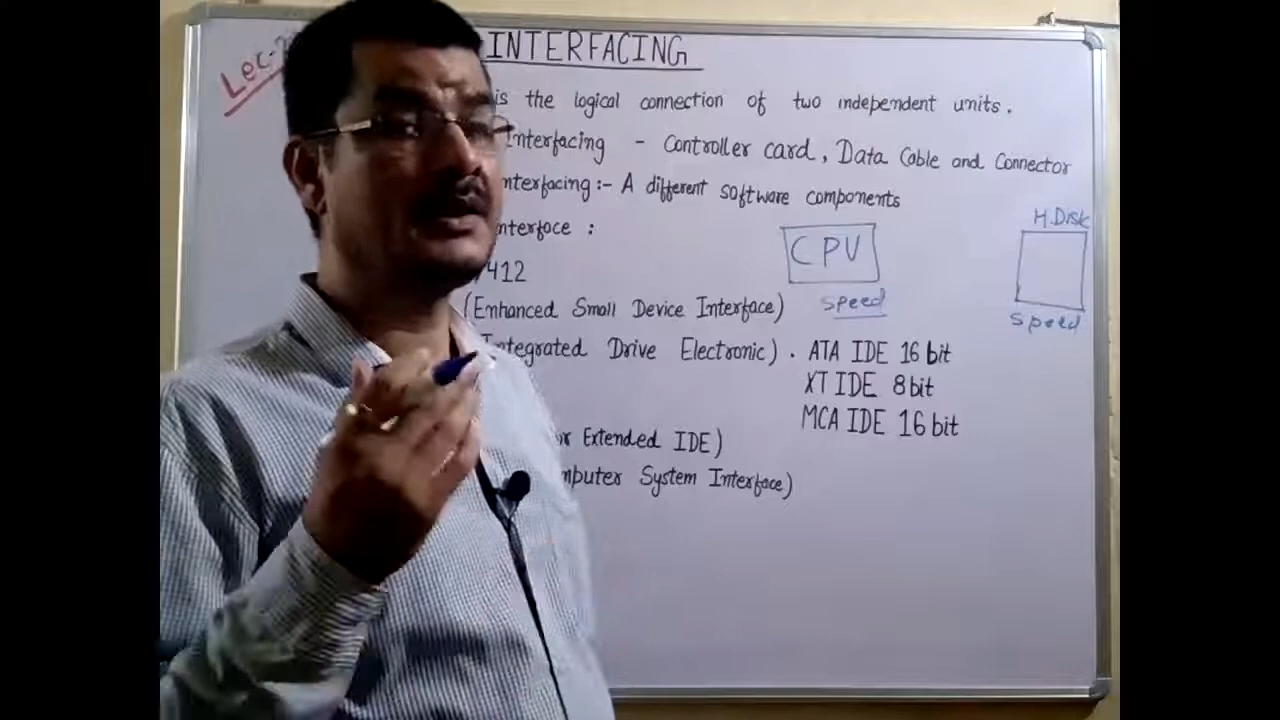 Lec-
INTERFACING
is the logical connection of two independent units.
Interfacing - Controller card, Data Cable and Connector
nterfacing :- A different software components
nterface :
412
(Enhanced Small Device Interface)
Integrated Drive Electronic). ATA IDE 16 bit
XT IDE 8bit
MCA IDE 16 bit
or Extended IDE)
mputer System Interface)
CPU
speed
H.Disk
Speed